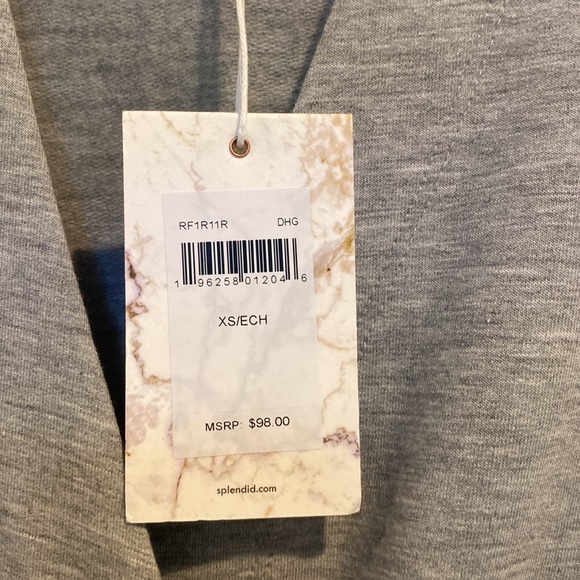 RF1R11R DHG
1 96258 01204 6
XS/ECH
MSRP: $98.00
splendid.com